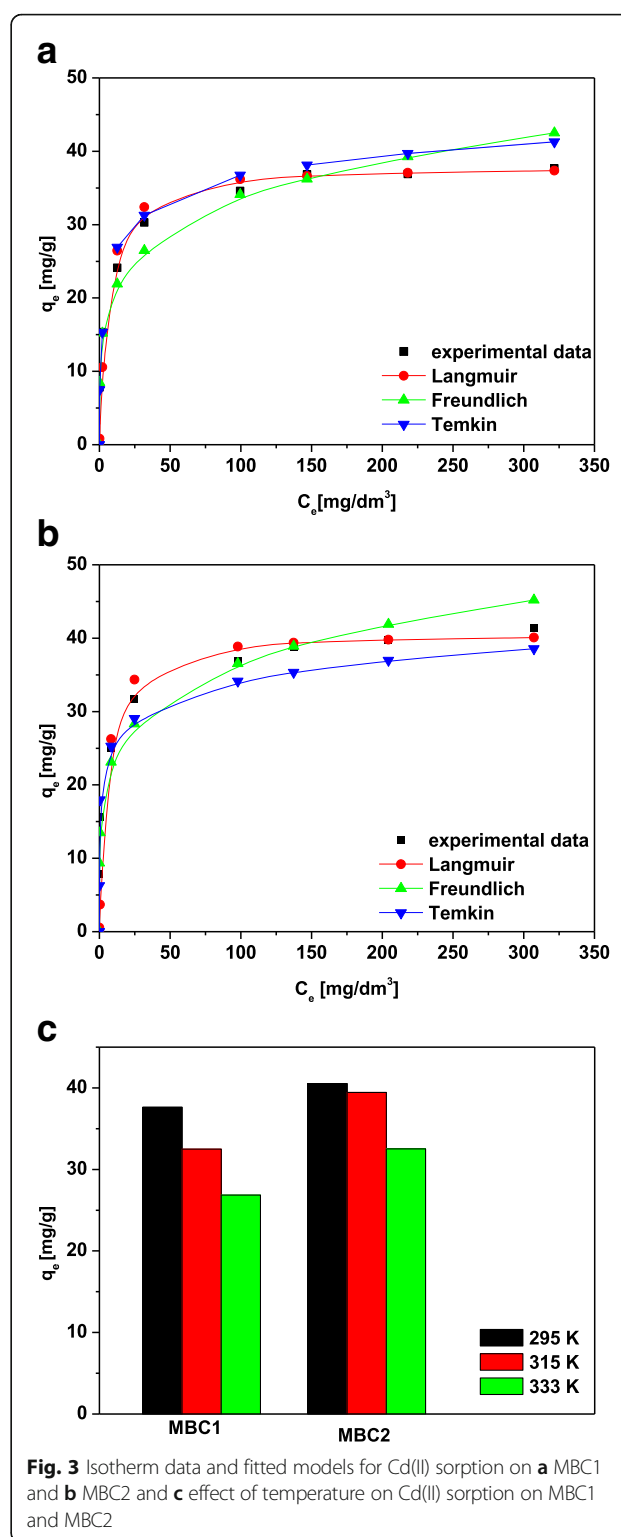 a
50
40
30
20
10
0
qe [mg/g]
experimental data
Langmuir
Freundlich
Temkin
0 50 100 150 200 250 300 350
Ce[mg/dm3]
b
50
40
30
20
10
0
qe [mg/g]
experimental data
Langmuir
Freundlich
Temkin
0 50 100 150 200 250 300 350
Ce [mg/dm3]
c
40
30
20
10
0
qe [mg/g]
295 K
315 K
333 K
MBC1 MBC2
Fig. 3 Isotherm data and fitted models for Cd(II) sorption on a MBC1
and b MBC2 and c effect of temperature on Cd(II) sorption on MBC1
and MBC2